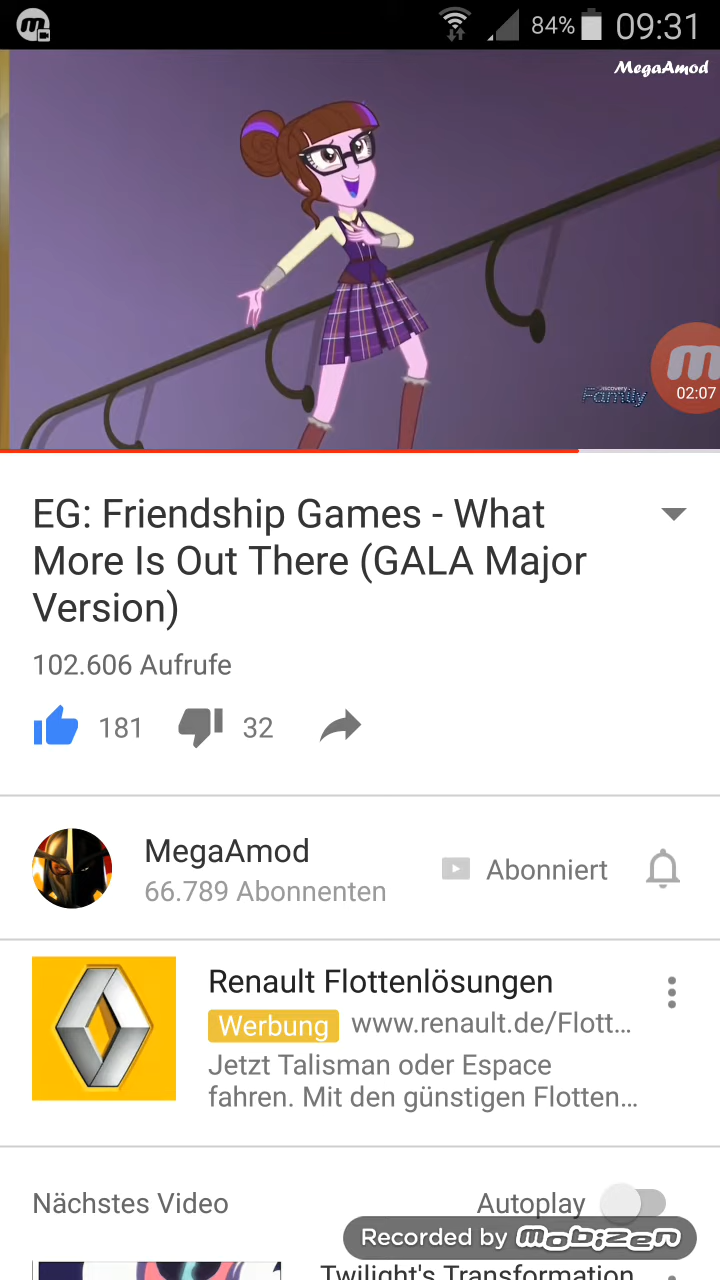 84% 09:31
MegaAmod
Discovery
Family
02:07
EG: Friendship Games - What
More Is Out There (GALA Major
Version)
102.606 Aufrufe
181 32
MegaAmod
66.789 Abonnenten
Abonniert
Renault Flottenlösungen
Werbung www.renault.de/Flott...
Jetzt Talisman oder Espace
fahren. Mit den günstigen Flotten...
Nächstes Video Autoplay
Recorded by mobizen
Twilight's Transformation